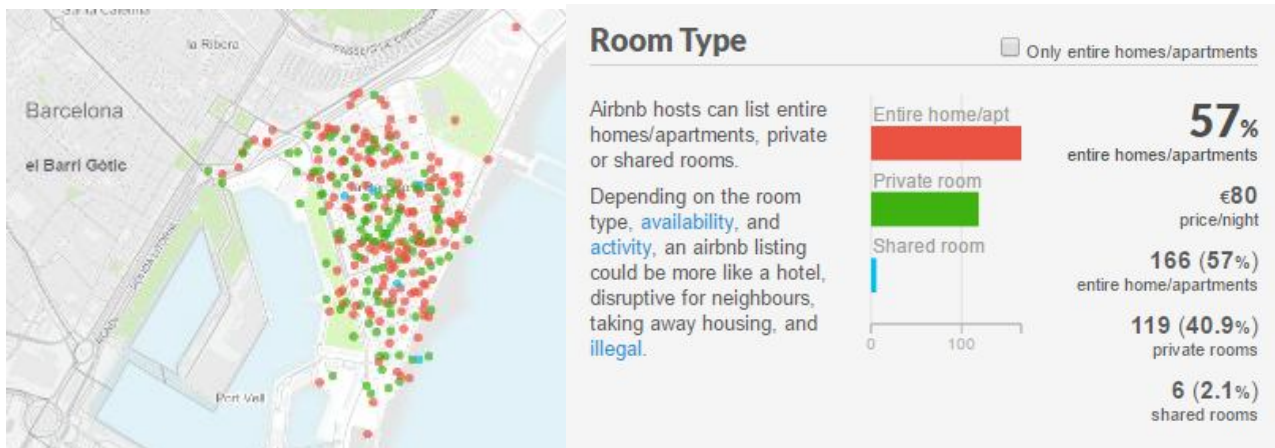 la Ribera
Barcelona
el Barri Gòtic
Port Vell
Room Type
Only entire homes/apartments
Airbnb hosts can list entire
homes/apartments, private
or shared rooms.
Depending on the room
type, availability, and
activity, an airbnb listing
could be more like a hotel,
disruptive for neighbours,
taking away housing, and
illegal.
Entire home/apt
Private room
Shared room
0 100
57%
entire homes/apartments
€80
price/night
166 (57%)
entire home/apartments
119 (40.9%)
private rooms
6 (2.1%)
shared rooms